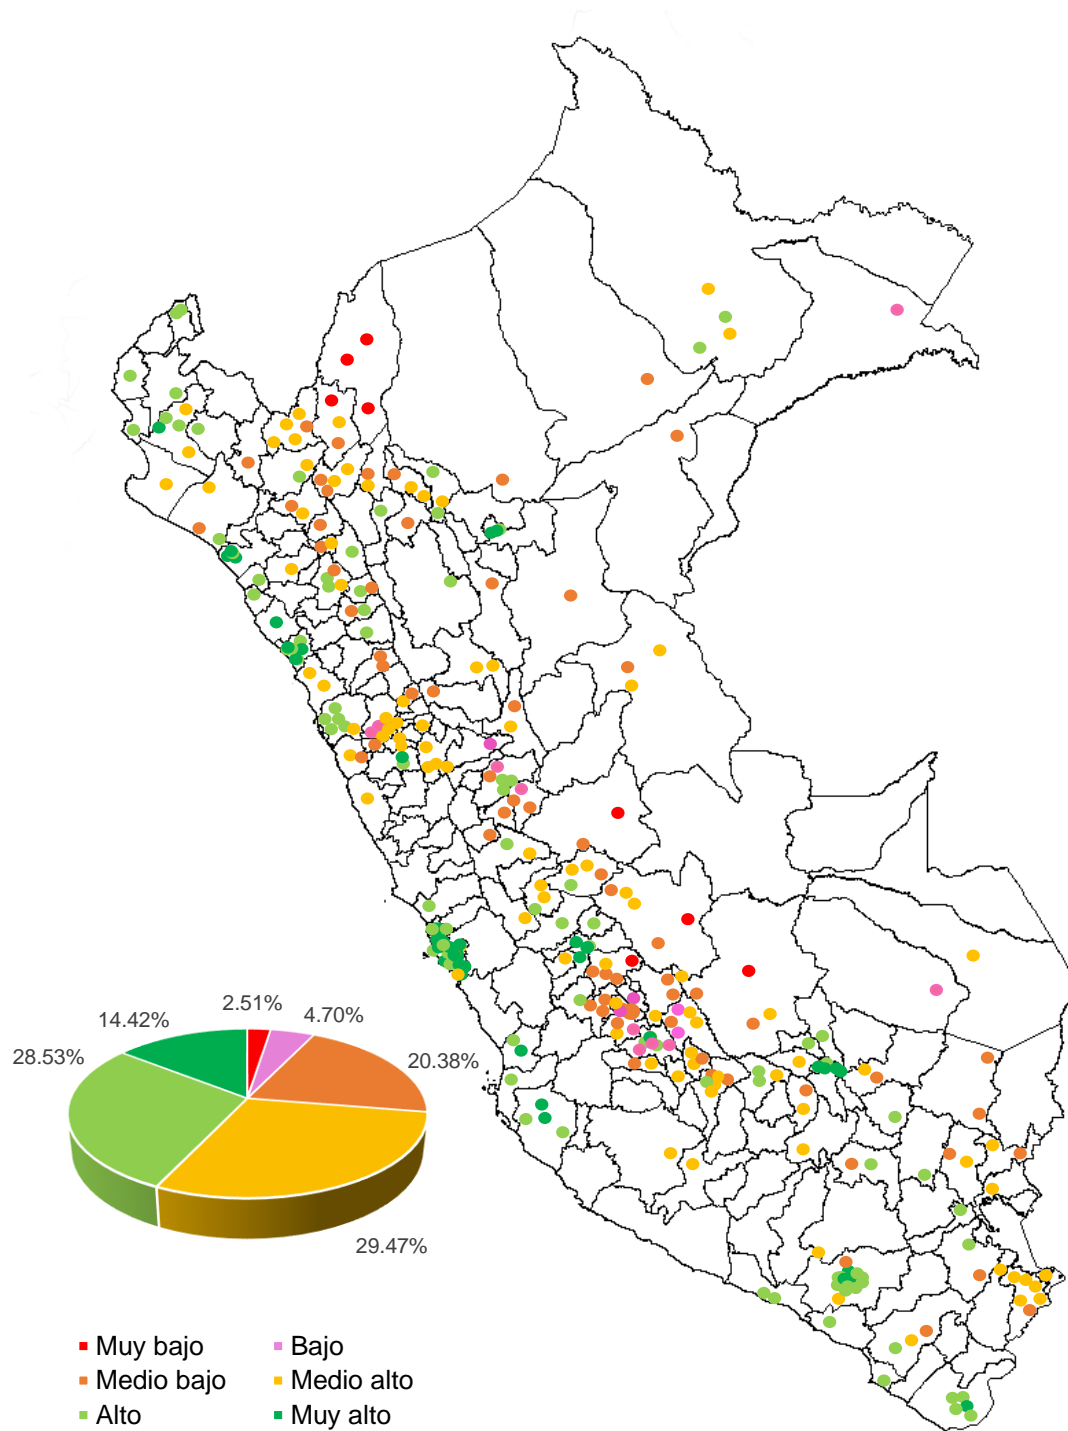 2.51%
4.70%
14.42%
28.53%
20.38%
29.47%
Muy bajo
Bajo
Medio bajo
Medio alto
Alto
Muy alto